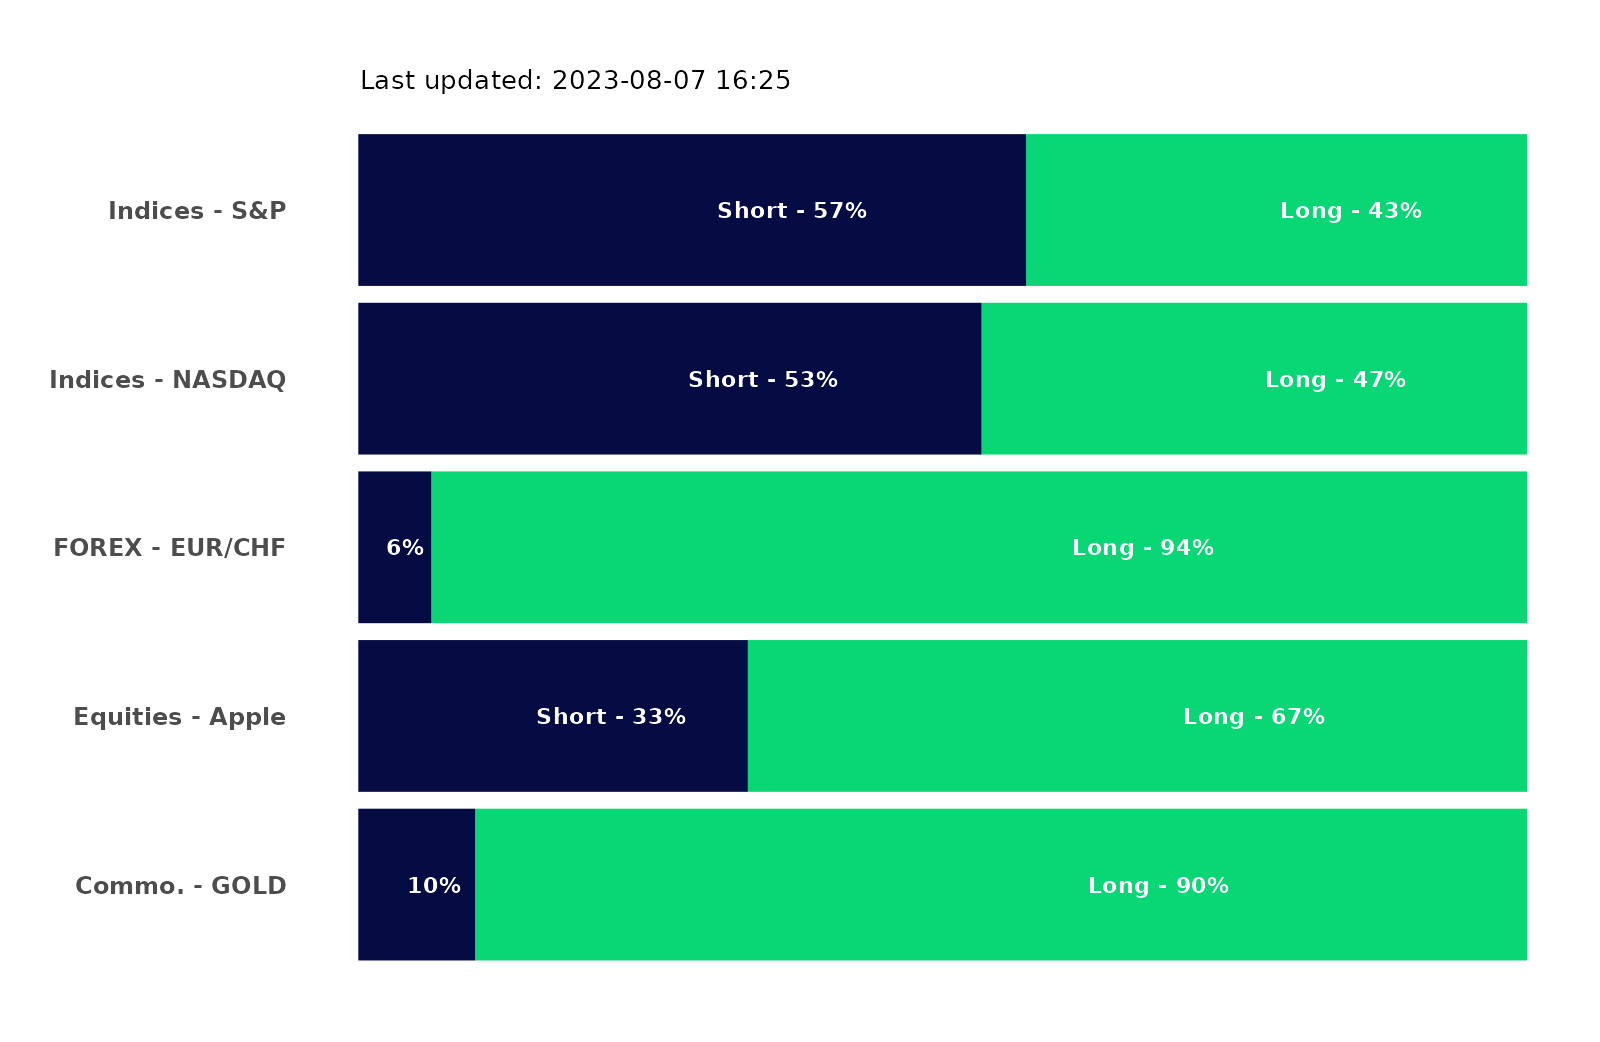 Last updated: 2023-08-07 16:25
Indices - S&P
Short - 57%
Long - 43%
Indices - NASDAQ
Short - 53%
Long - 47%
FOREX - EUR/CHF
6%
Long - 94%
Equities - Apple
Short - 33%
Long - 67%
Commo. - GOLD
10%
Long - 90%